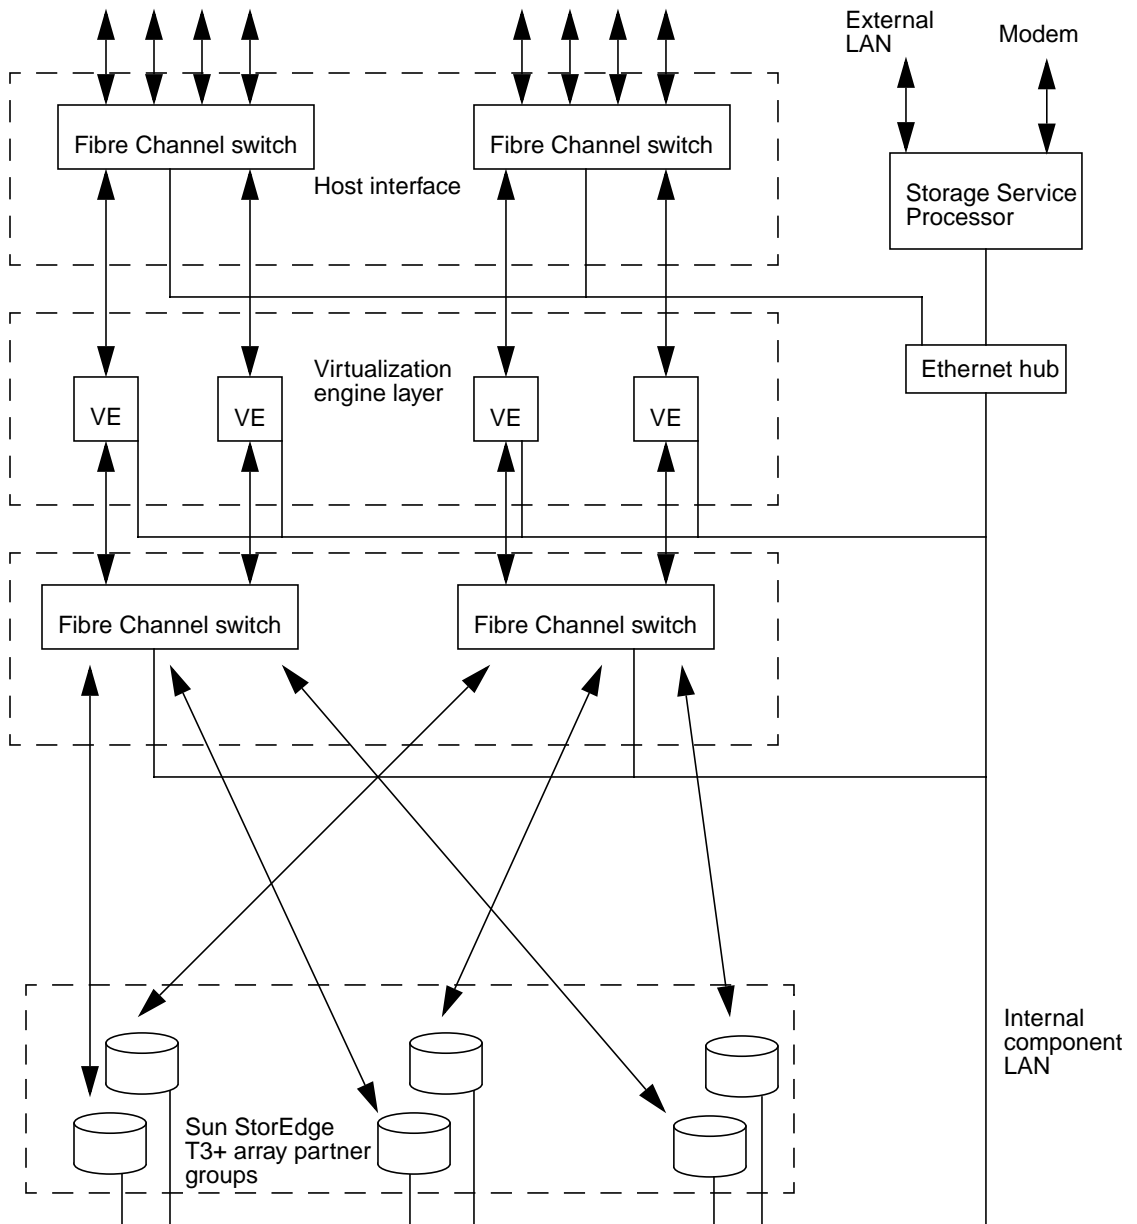 External
LAN
Modem
Fibre Channel switch
Fibre Channel switch
Host interface
Storage Service
Processor
Virtualization
engine layer
Ethernet hub
VE
VE
VE
VE
Fibre Channel switch
Fibre Channel switch
Internal
component
LAN
Sun StorEdge
T3+ array partner
groups